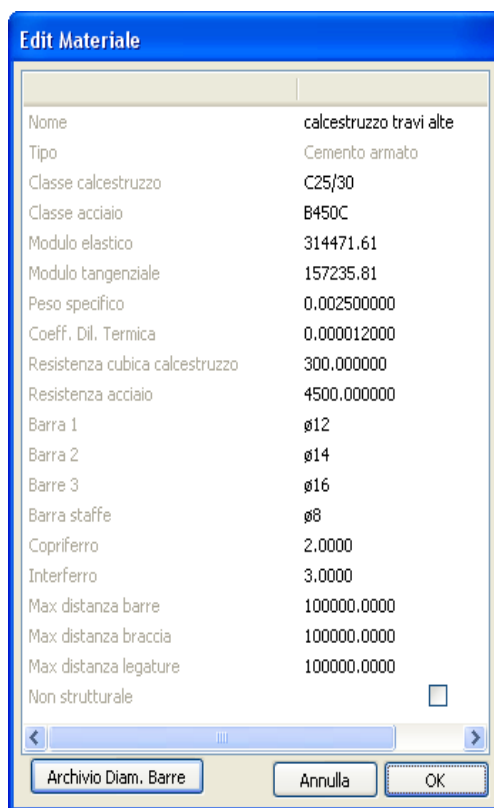 Edit Materiale
Nome calcestruzzo travi alte
Tipo Cemento armato
Classe calcestruzzo C25/30
Classe acciaio B450C
Modulo elastico 314471.61
Modulo tangenziale 157235.81
Peso specifico 0.002500000
Coeff. Dil. Termica 0.000012000
Resistenza cubica calcestruzzo 300.000000
Resistenza acciaio 4500.000000
Barra 1 ø12
Barra 2 ø14
Barre 3 ø16
Barra staffe ø8
Copriferro 2.0000
Interferro 3.0000
Max distanza barre 100000.0000
Max distanza braccia 100000.0000
Max distanza legature 100000.0000
Non strutturale
Archivio Diam. Barre Annulla OK